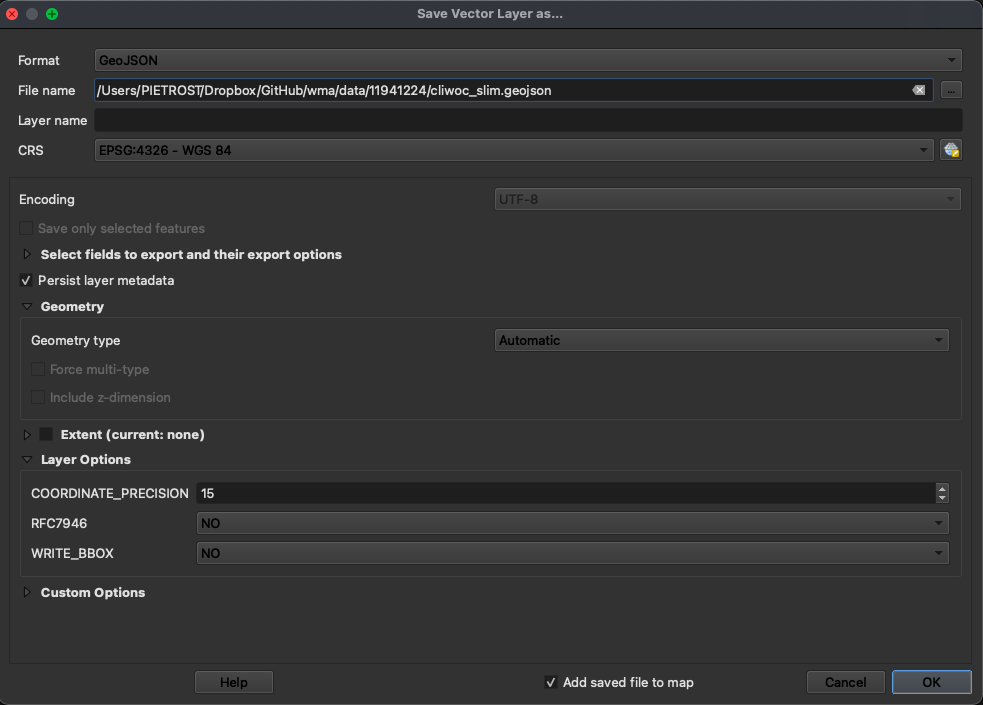 Save Vector Layer as...
Format GeoJSON
File name /Users/PIETROST/Dropbox/GitHub/wma/data/11941224/cliwoc_slim.geojson ...
Layer name
CRS EPSG:4326 - WGS 84
Encoding UTF-8
Save only selected features
Select fields to export and their export options
Persist layer metadata
Geometry
Geometry type Automatic
Force multi-type
Include z-dimension
Extent (current: none)
Layer Options
COORDINATE_PRECISION 15
RFC7946 NO
WRITE_BBOX NO
Custom Options
Help Add saved file to map Cancel OK